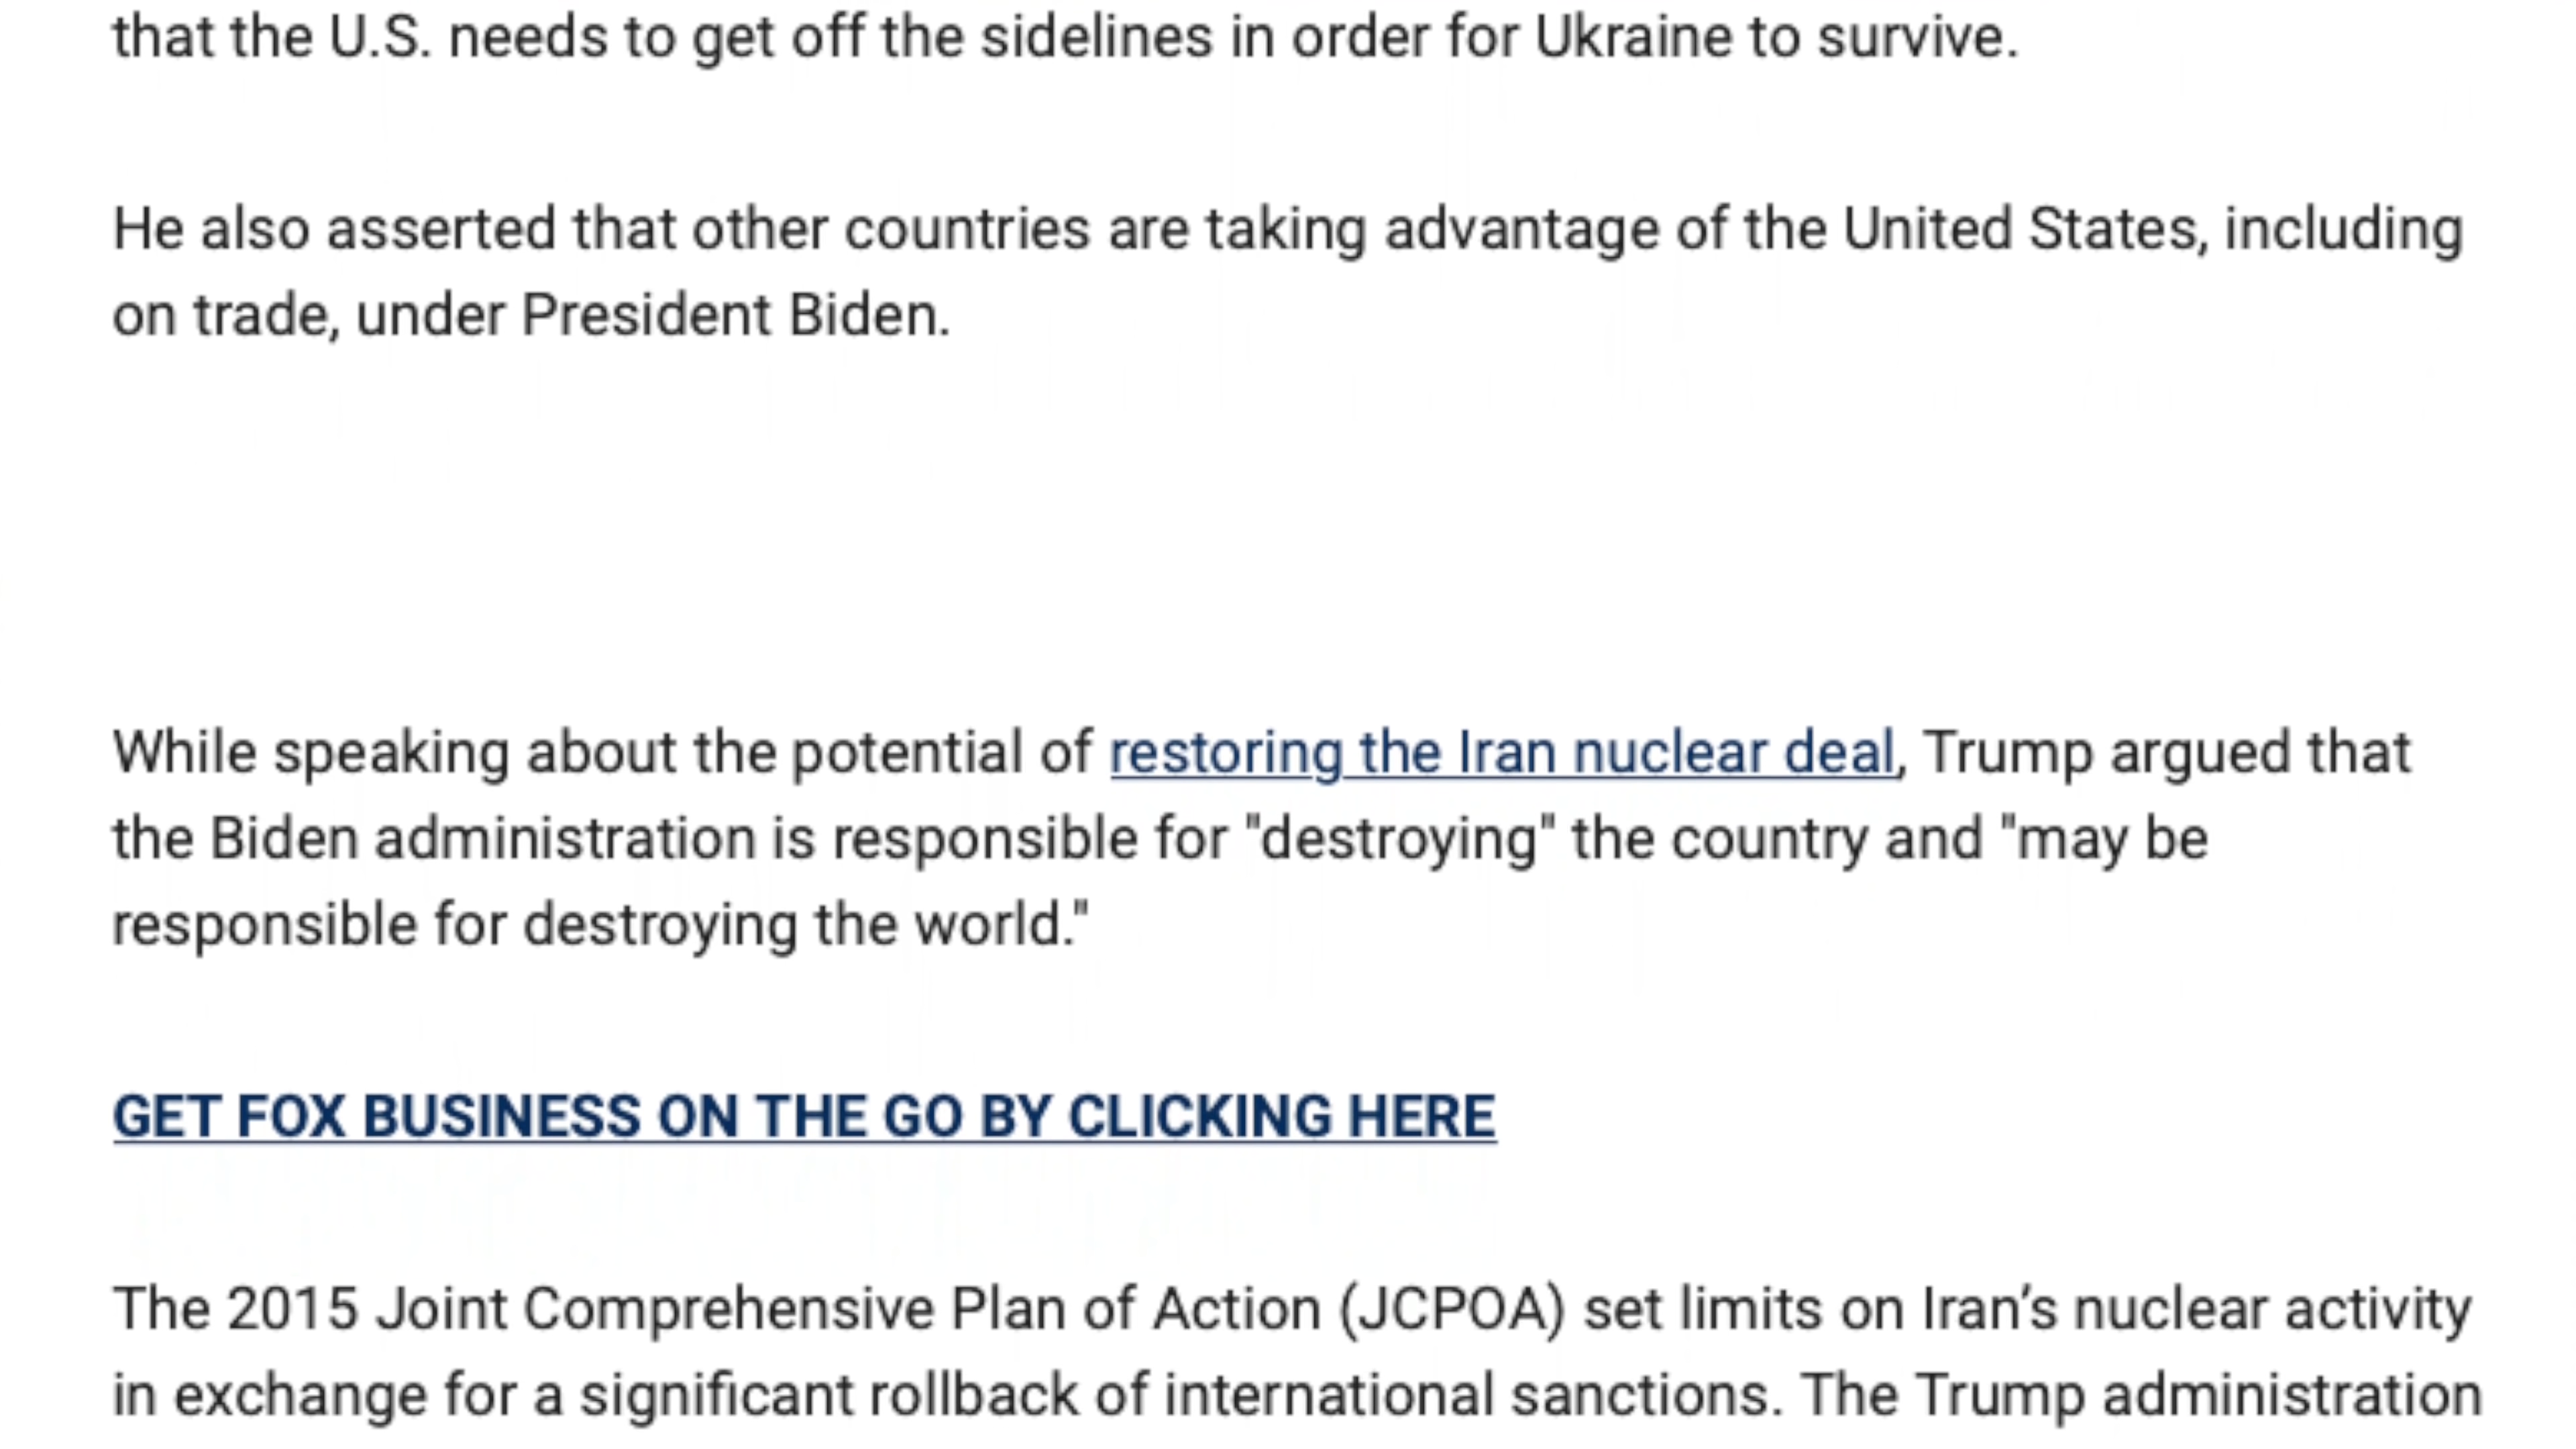 that the U.S. needs to get off the sidelines in order for Ukraine to survive.
He also asserted that other countries are taking advantage of the United States, including
on trade, under President Biden.
While speaking about the potential of restoring the Iran nuclear deal, Trump argued that
the Biden administration is responsible for "destroying" the country and "may be
responsible for destroying the world."
GET FOX BUSINESS ON THE GO BY CLICKING HERE
The 2015 Joint Comprehensive Plan of Action (JCPOA) set limits on Iran’s nuclear activity
in exchange for a significant rollback of international sanctions. The Trump administration